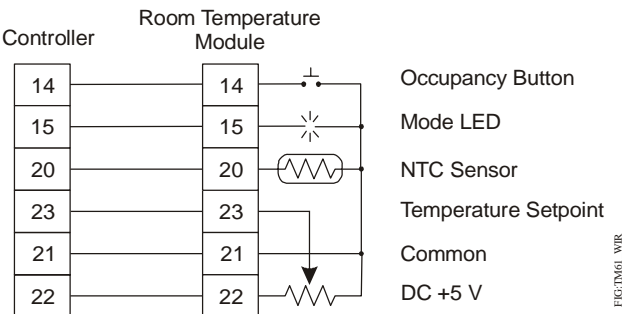 Controller
Room Temperature
Module
14 14 Occupancy Button
15 15 Mode LED
20 20 NTC Sensor
23 23 Temperature Setpoint
21 21 Common
22 22 DC +5 V
FIG:TM61_WIR